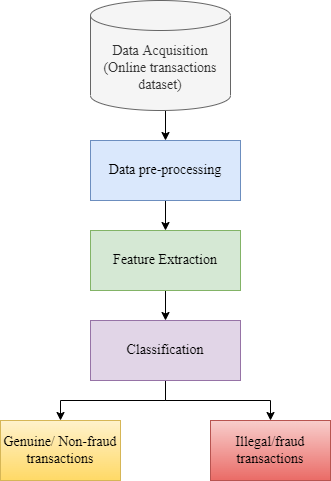 Data Acquisition
(Online transactions
dataset)
Data pre-processing
Feature Extraction
Classification
Genuine/ Non-fraud
transactions
Illegal/fraud
transactions